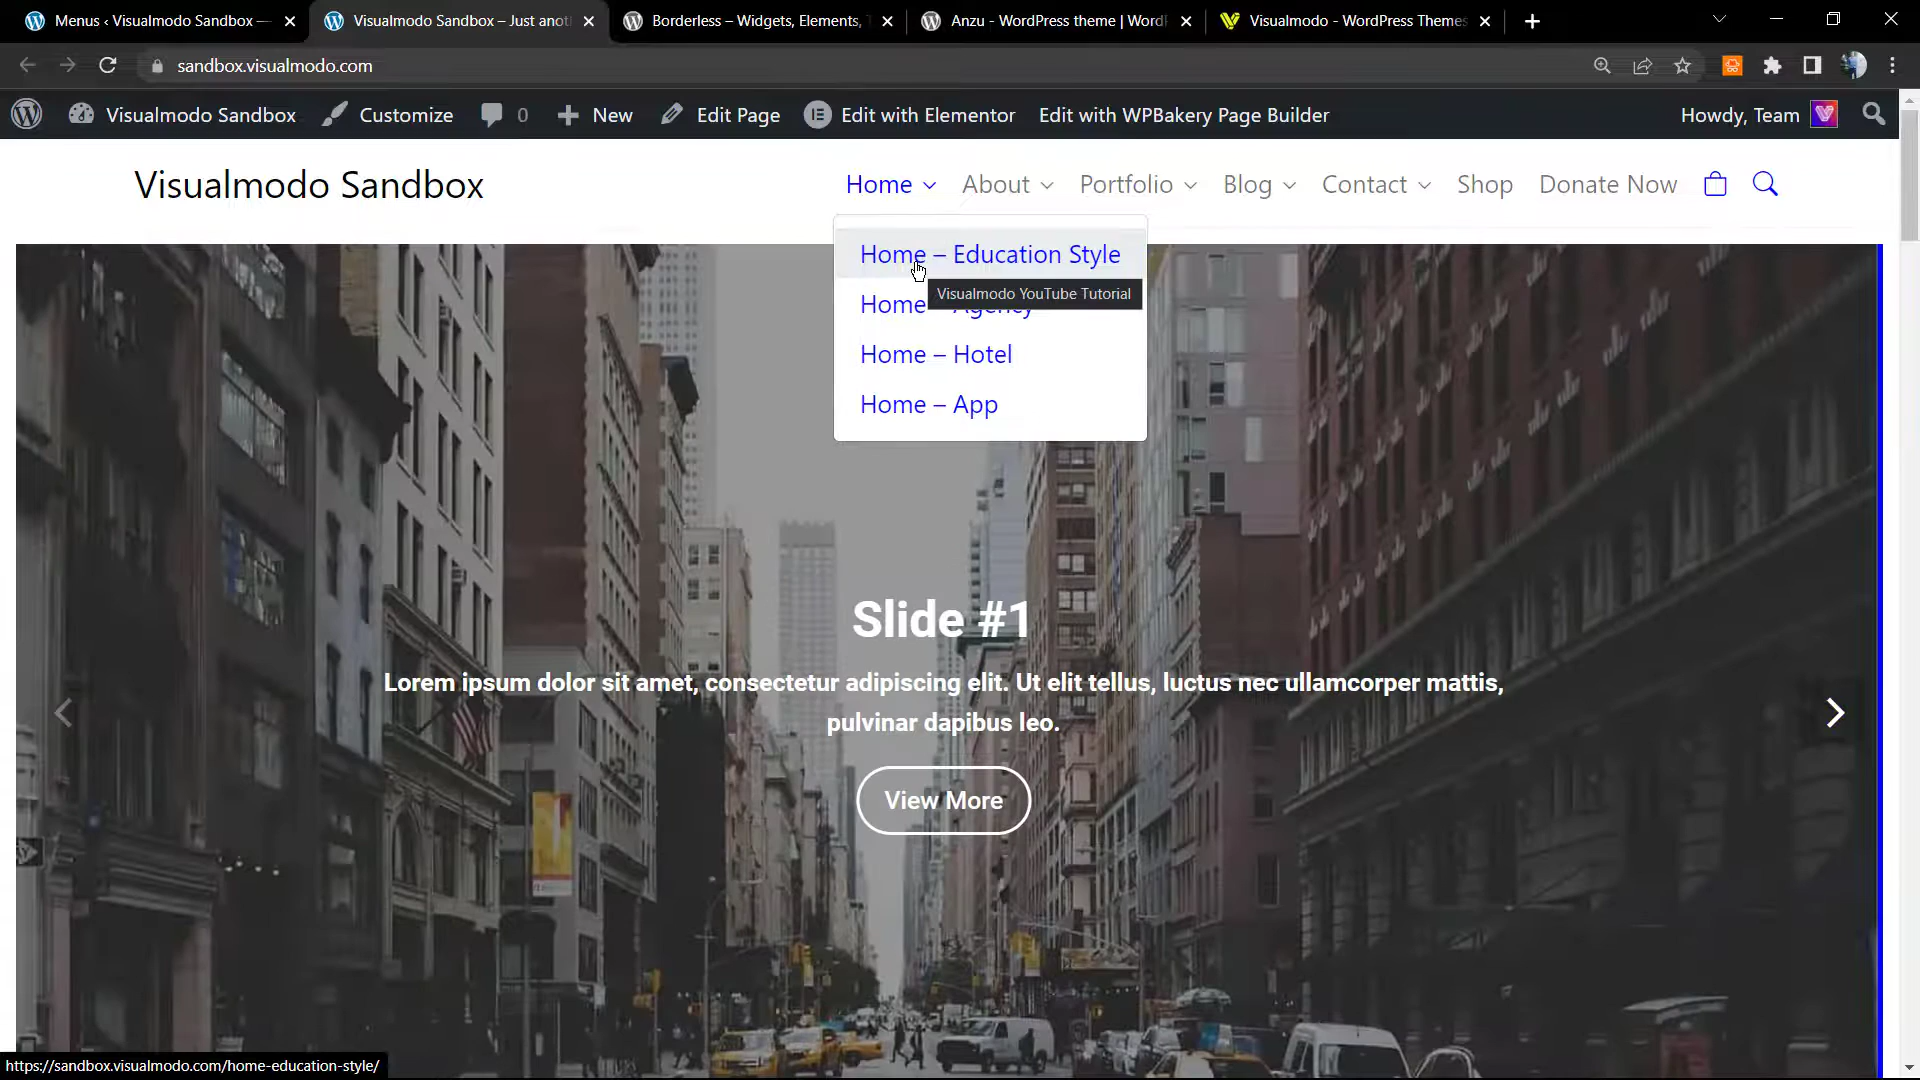 Menus ‹ Visualmodo Sandbox —
Visualmodo Sandbox – Just anot
Borderless – Widgets, Elements,
Anzu - WordPress theme | Word
Visualmodo - WordPress Themes
sandbox.visualmodo.com
Visualmodo Sandbox
Customize
0
New
Edit Page
Edit with Elementor
Edit with WPBakery Page Builder
Howdy, Team
Visualmodo Sandbox
Home
About
Portfolio
Blog
Contact
Shop
Donate Now
Home – Education Style
Visualmodo YouTube Tutorial
Home – Agency
Home – Hotel
Home – App
Slide #1
Lorem ipsum dolor sit amet, consectetur adipiscing elit. Ut elit tellus, luctus nec ullamcorper mattis,
pulvinar dapibus leo.
View More
https://sandbox.visualmodo.com/home-education-style/